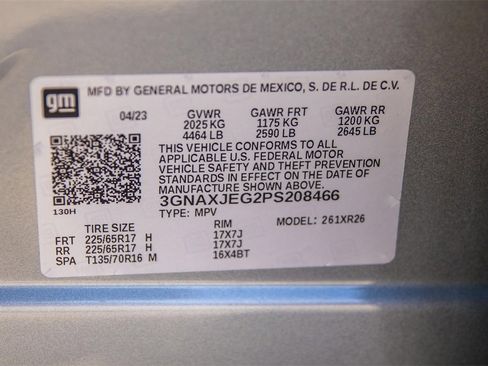 gm
MFD BY GENERAL MOTORS DE MEXICO, S. DE R.L. DE C.V.
04/23 GVWR GAWR FRT GAWR RR
2025 KG 1175 KG 1200 KG
4464 LB 2590 LB 2645 LB
THIS VEHICLE CONFORMS TO ALL
APPLICABLE U.S. FEDERAL MOTOR
VEHICLE SAFETY AND THEFT PREVENTION
STANDARDS IN EFFECT ON THE DATE OF
MANUFACTURE SHOWN ABOVE.
3GNAXJEG2PS208466
130H
TYPE: MPV MODEL: 261XR26
TIRE SIZE RIM
FRT 225/65R17 H 17X7J
RR 225/65R17 H 17X7J
SPA T135/70R16 M 16X4BT